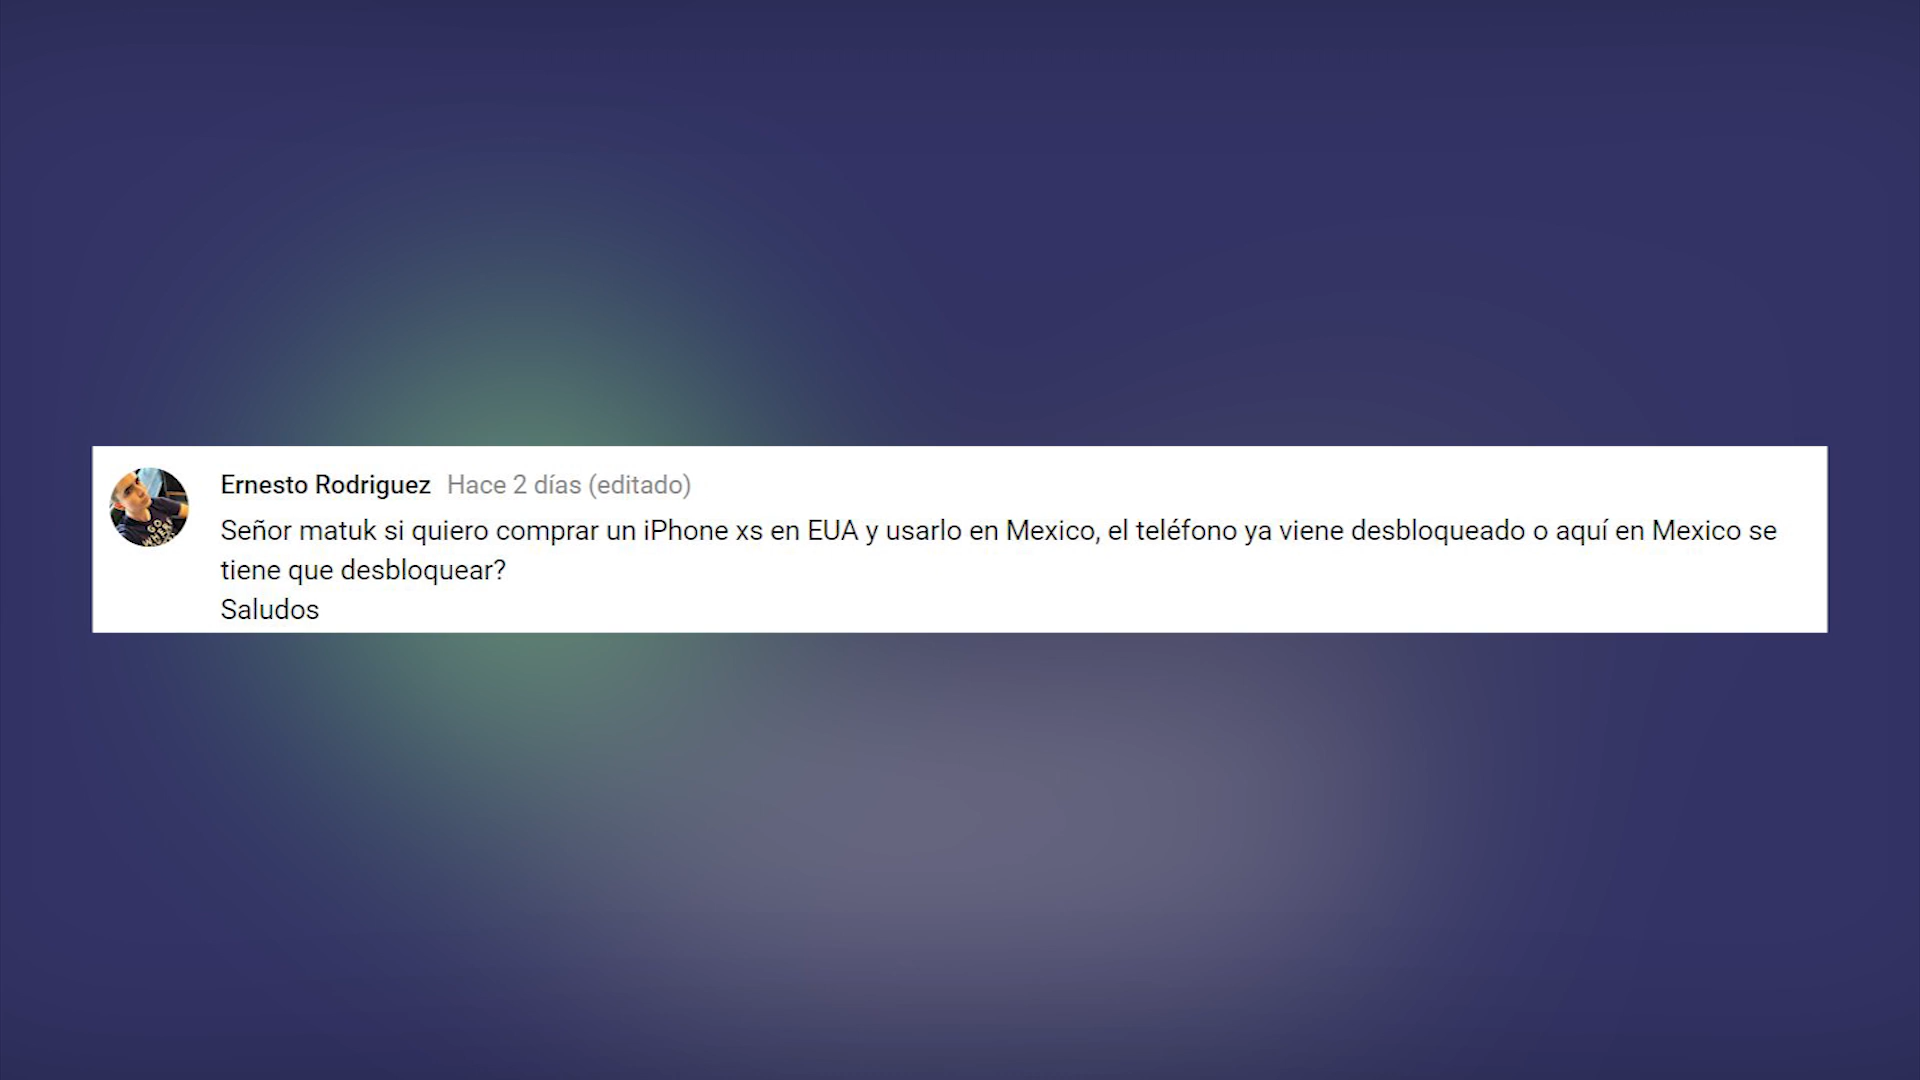 Ernesto Rodriguez Hace 2 días (editado)
Señor matuk si quiero comprar un iPhone xs en EUA y usarlo en Mexico, el teléfono ya viene desbloqueado o aquí en Mexico se
tiene que desbloquear?
Saludos